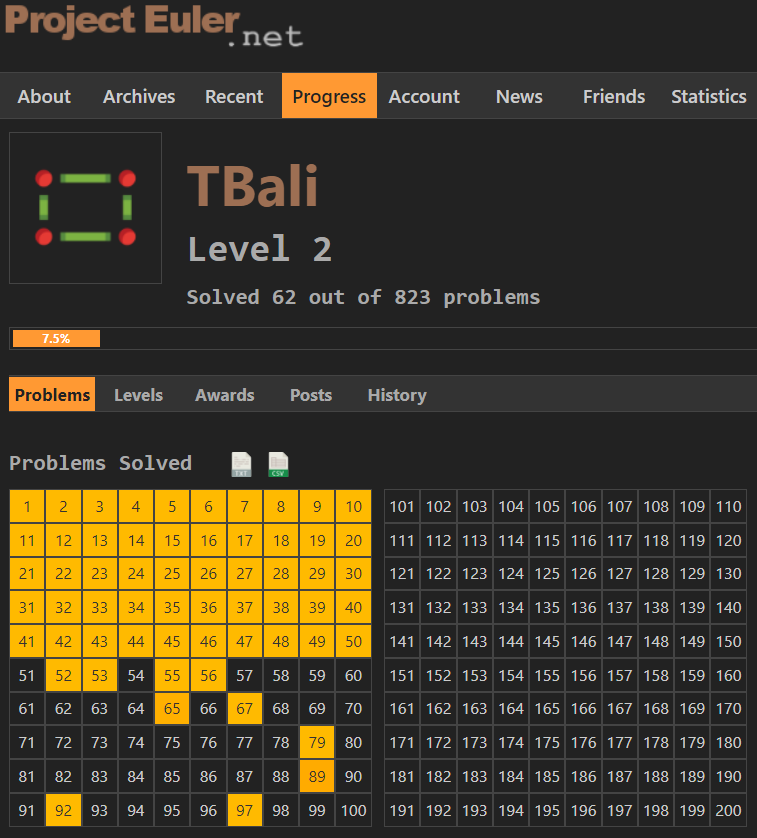 Project Euler
.net
About Archives Recent Progress Account News Friends Statistics
TBali
Level 2
Solved 62 out of 823 problems
7.5%
Problems Levels Awards Posts History
Problems Solved TXT CSV
1 2 3 4 5 6 7 8 9 10 101 102 103 104 105 106 107 108 109 110
11 12 13 14 15 16 17 18 19 20 111 112 113 114 115 116 117 118 119 120
21 22 23 24 25 26 27 28 29 30 121 122 123 124 125 126 127 128 129 130
31 32 33 34 35 36 37 38 39 40 131 132 133 134 135 136 137 138 139 140
41 42 43 44 45 46 47 48 49 50 141 142 143 144 145 146 147 148 149 150
51 52 53 54 55 56 57 58 59 60 151 152 153 154 155 156 157 158 159 160
61 62 63 64 65 66 67 68 69 70 161 162 163 164 165 166 167 168 169 170
71 72 73 74 75 76 77 78 79 80 171 172 173 174 175 176 177 178 179 180
81 82 83 84 85 86 87 88 89 90 181 182 183 184 185 186 187 188 189 190
91 92 93 94 95 96 97 98 99 100 191 192 193 194 195 196 197 198 199 200